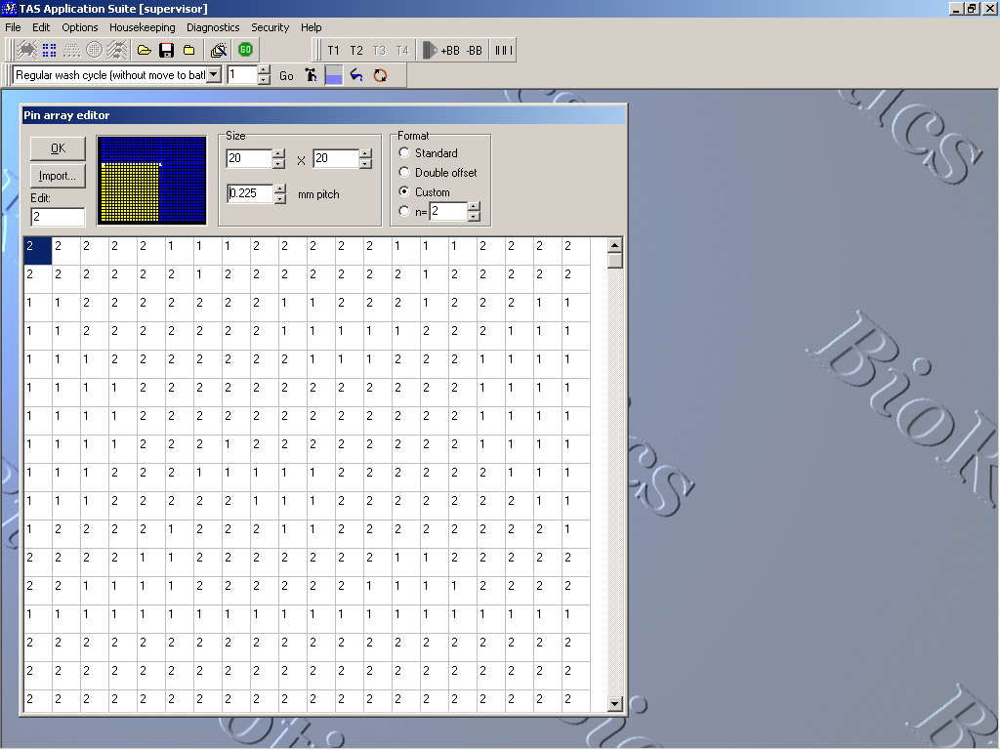 TAS Application Suite [supervisor]
File Edit Options Housekeeping Diagnostics Security Help
GO T1 T2 T3 T4 +BB -BB
Regular wash cycle (without move to batl 1 Go
Pin array editor
OK
Import...
Edit:
2
Size
20 X 20
0.225 mm pitch
Format
Standard
Double offset
Custom
n= 2
2 2 2 2 2 1 1 1 2 2 2 2 2 1 1 1 2 2 2 2
2 2 2 2 2 2 1 2 2 2 2 2 2 2 1 2 2 2 2 2
1 1 2 2 2 2 2 2 2 1 1 2 2 2 1 2 2 2 1 1
1 1 2 2 2 2 2 2 2 1 1 1 1 1 2 2 2 1 1 1
1 1 1 2 2 2 2 2 2 2 1 1 1 2 2 2 1 1 1 1
1 1 1 1 2 2 2 2 2 2 2 2 2 2 2 2 1 1 1 1
1 1 1 1 2 2 2 2 2 2 2 2 2 2 2 2 1 1 1 1
1 1 1 1 2 2 2 1 2 2 2 2 2 2 2 2 1 1 1 1
1 1 1 2 2 2 1 1 1 1 1 2 2 2 2 2 2 1 1 1
1 1 1 2 2 2 2 2 1 1 1 2 2 2 2 2 2 2 1 1
1 2 2 2 2 1 2 2 2 1 1 2 2 2 2 2 2 2 2 1
2 2 2 2 1 1 2 2 2 2 2 2 2 1 1 2 2 2 2 2
2 2 1 1 1 1 2 2 2 2 2 2 1 1 1 1 2 2 2 2
1 1 1 1 1 1 1 1 1 1 1 1 1 1 1 1 1 1 1 1
2 2 2 2 2 2 2 2 2 2 2 2 2 2 2 2 2 2 2 2
2 2 2 2 2 2 2 2 2 2 2 2 2 2 2 2 2 2 2 2
2 2 2 2 2 2 2 2 2 2 2 2 2 2 2 2 2 2 2 2